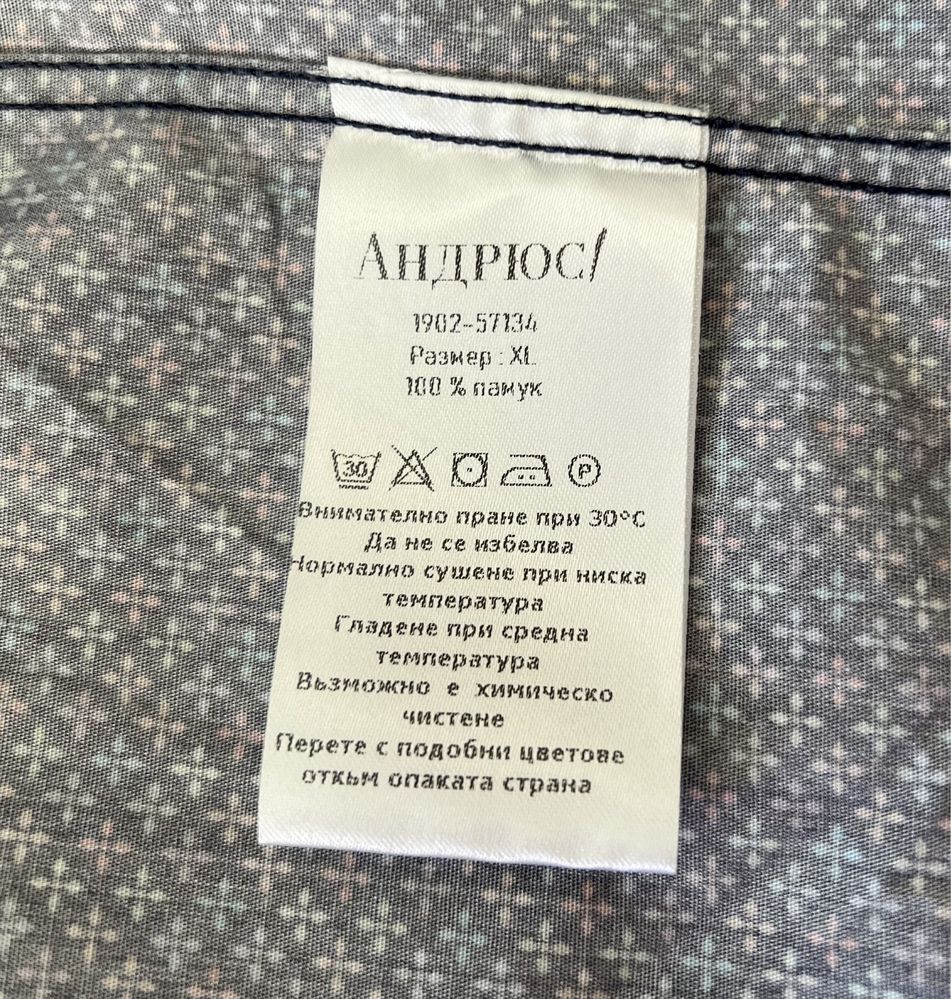 Андрюс/
1902-57134
Размер : XL
100 % памук
30 P
Внимателно пране при 30°C
Да не се избелва
Нормално сушене при ниска
температура
Гладене при средна
температура
Възможно е химическо
чистене
Перете с подобни цветове
откъм опаката страна